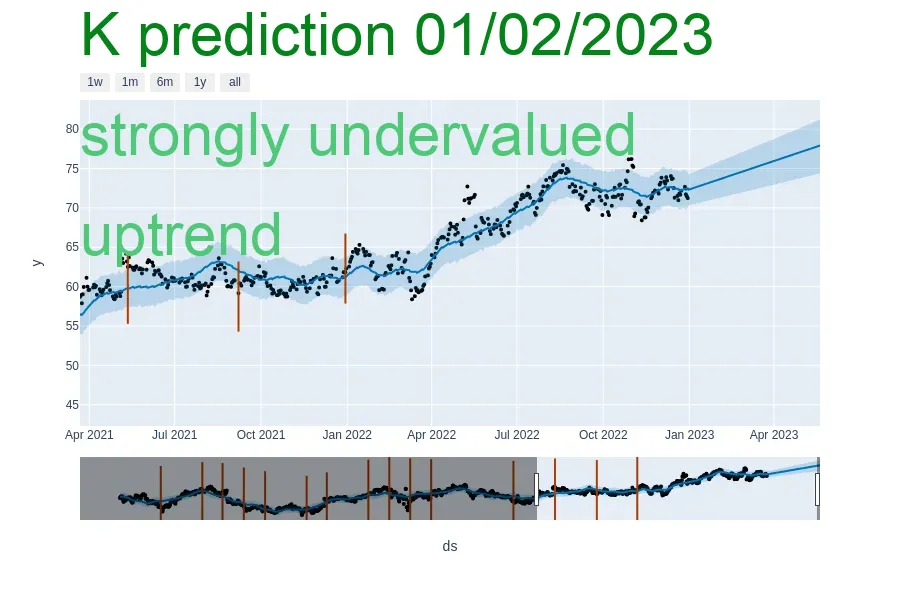 K prediction 01/02/2023
1w 1m 6m 1y all
strongly undervalued
uptrend
80
75
70
65
60
55
50
45
y
Apr 2021 Jul 2021 Oct 2021 Jan 2022 Apr 2022 Jul 2022 Oct 2022 Jan 2023 Apr 2023
ds